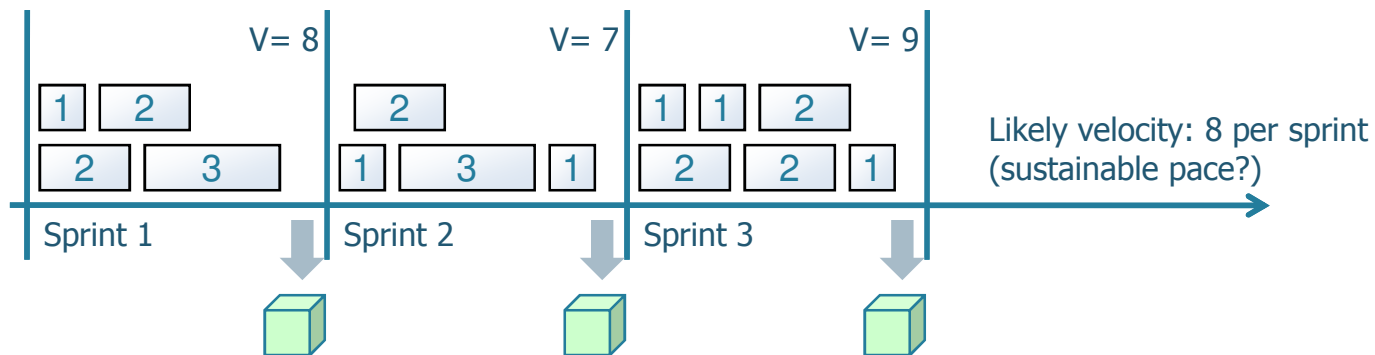 V= 8
V= 7
V= 9
1 2
2
1 1 2
Likely velocity: 8 per sprint
(sustainable pace?)
2 3
1 3 1
2 2 1
Sprint 1
Sprint 2
Sprint 3